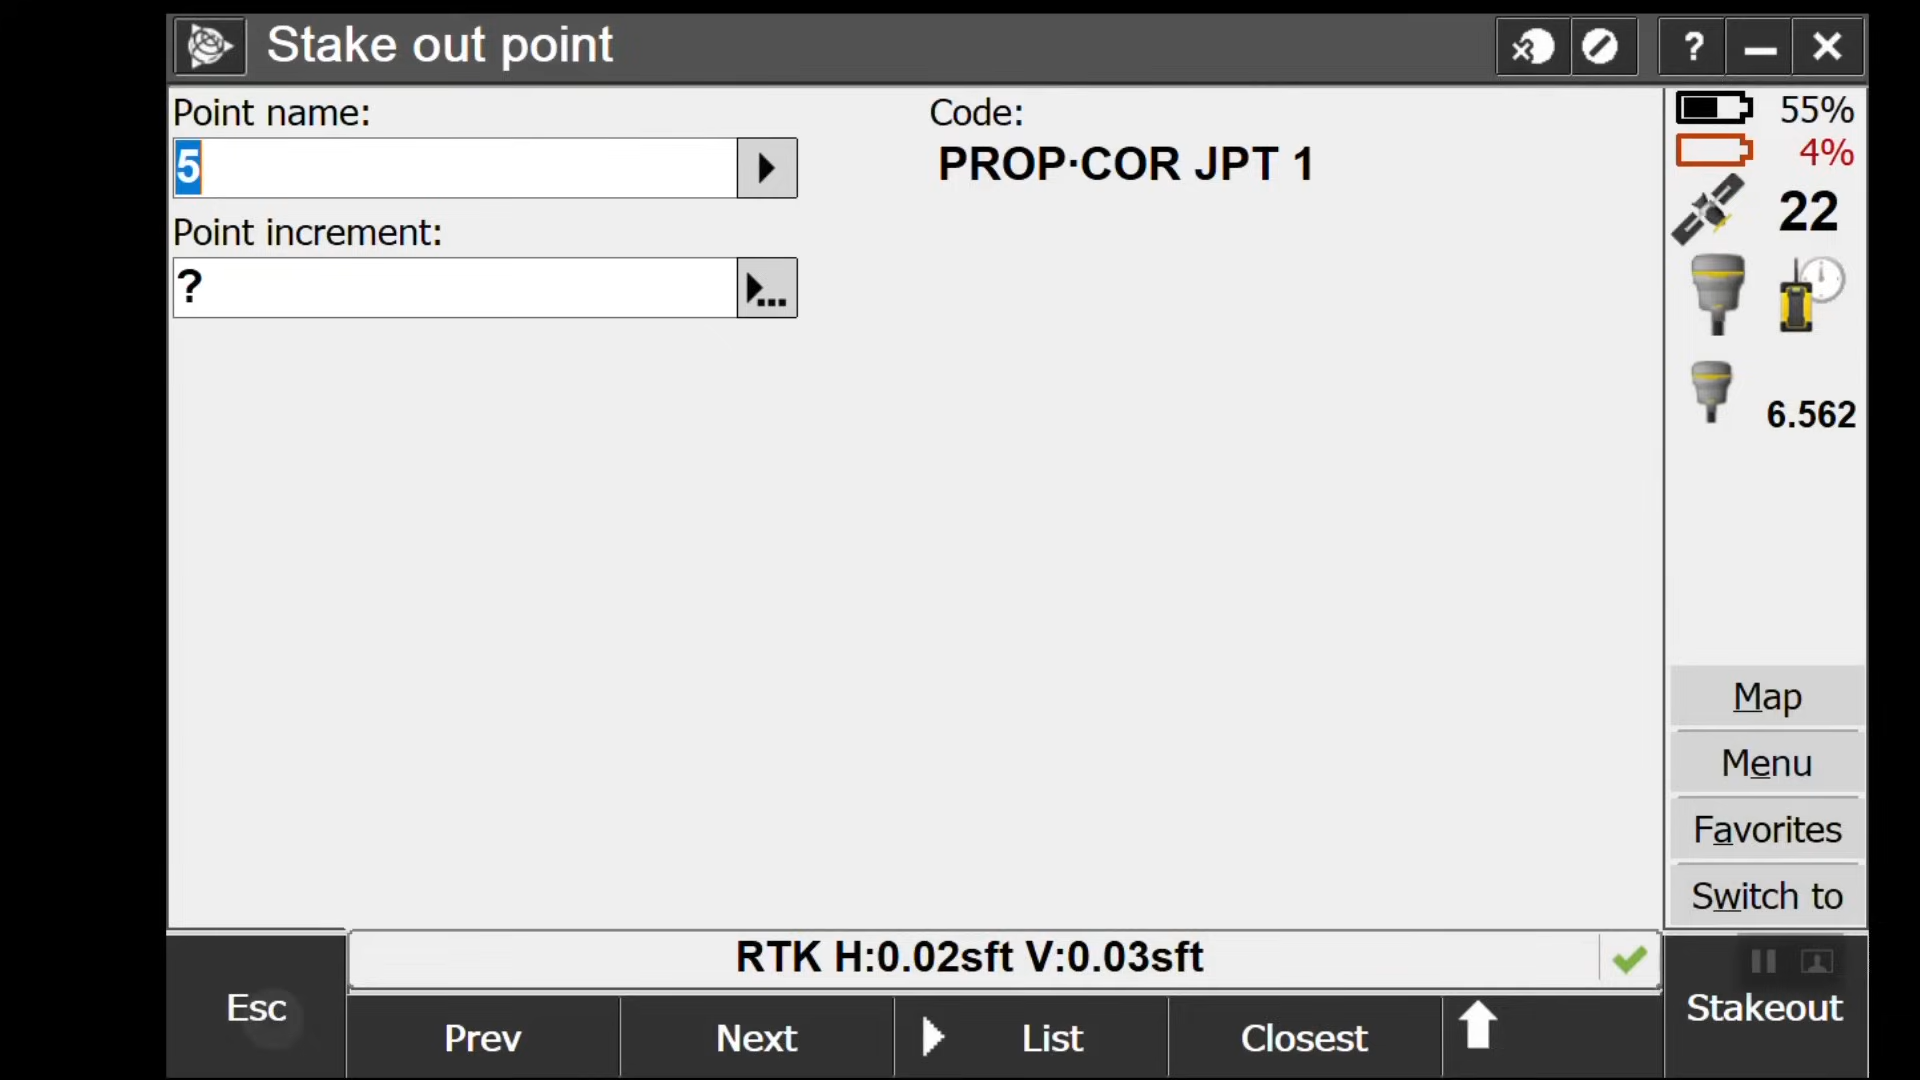 Stake out point
?
Point name:
Code:
5
PROP·COR JPT 1
Point increment:
?
55%
4%
22
6.562
Map
Menu
Favorites
Switch to
RTK H:0.02sft V:0.03sft
Esc
Prev
Next
List
Closest
Stakeout